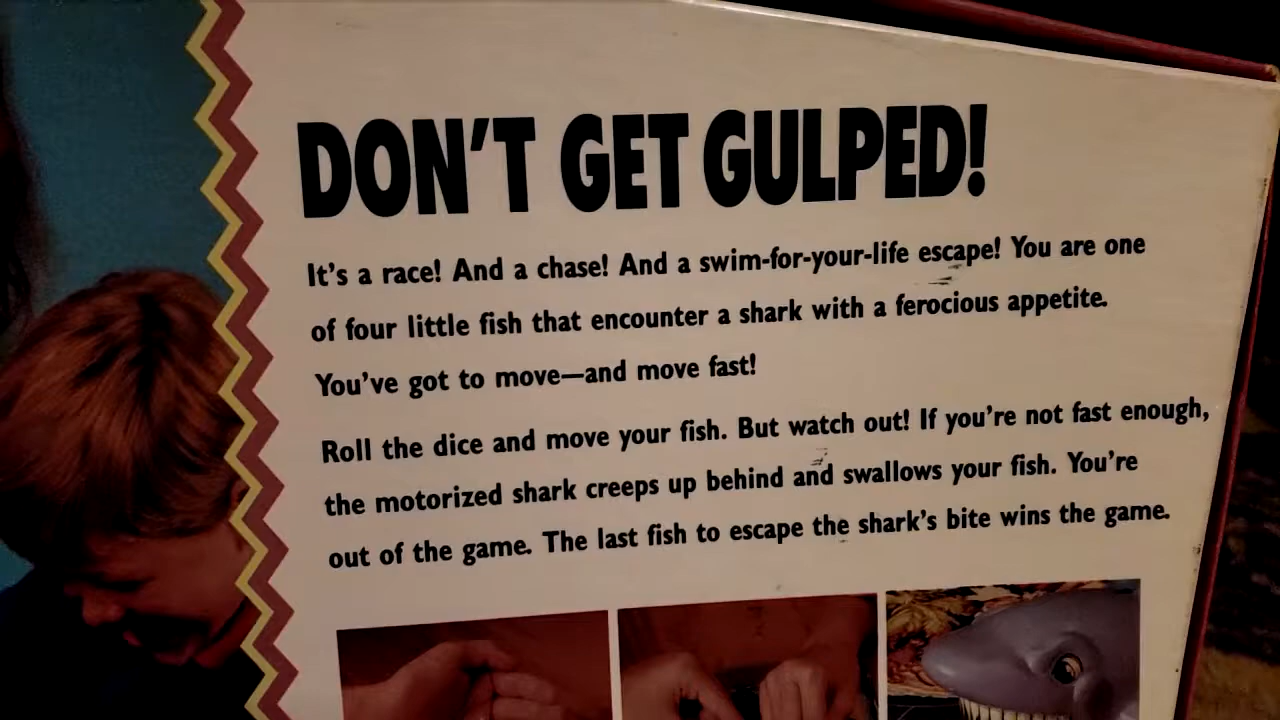 DON'T GET GULPED!
It's a race! And a chase! And a swim-for-your-life escape! You are one
of four little fish that encounter a shark with a ferocious appetite.
You've got to move—and move fast!
Roll the dice and move your fish. But watch out! If you're not fast enough,
the motorized shark creeps up behind and swallows your fish. You're
out of the game. The last fish to escape the shark's bite wins the game.